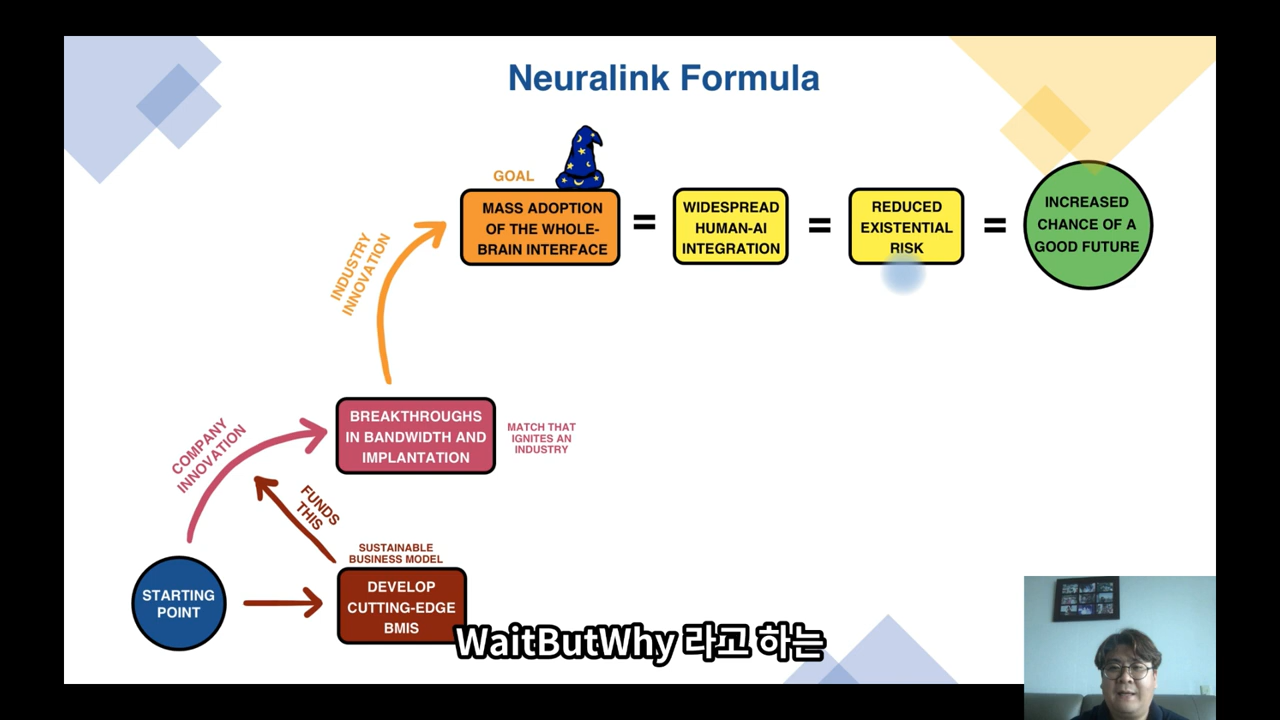 Neuralink Formula
GOAL
MASS ADOPTION
OF THE WHOLE-
BRAIN INTERFACE
=
WIDESPREAD
HUMAN-AI
INTEGRATION
=
REDUCED
EXISTENTIAL
RISK
=
INCREASED
CHANCE OF A
GOOD FUTURE
INDUSTRY
INNOVATION
BREAKTHROUGHS
IN BANDWIDTH AND
IMPLANTATION
MATCH THAT
IGNITES AN
INDUSTRY
COMPANY
INNOVATION
FUNDS
THIS
SUSTAINABLE
BUSINESS MODEL
STARTING
POINT
DEVELOP
CUTTING-EDGE
BMIS
WaitButWhy 라고 하는